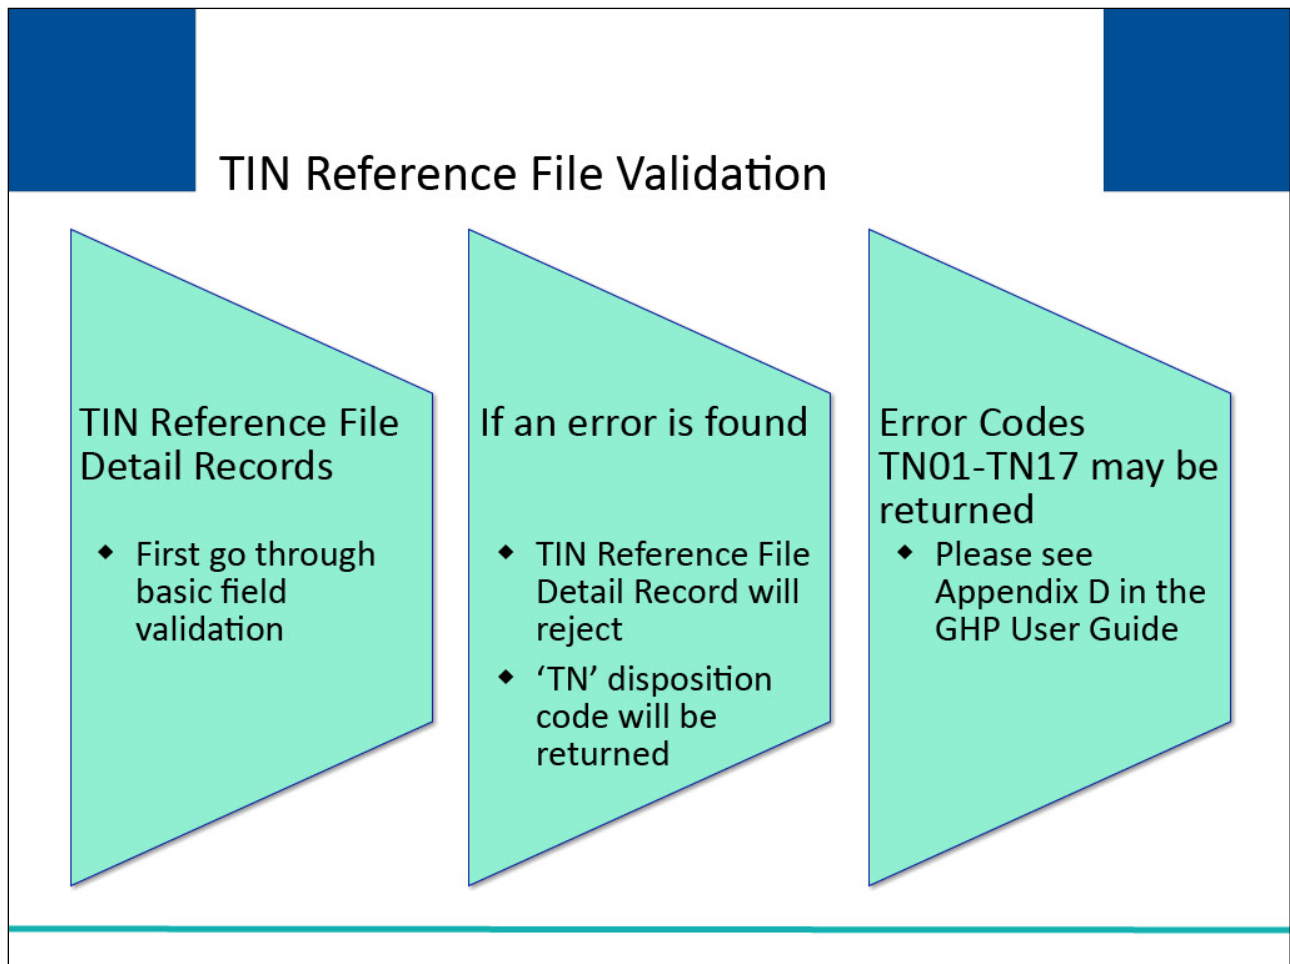 TIN Reference File Validation
TIN Reference File
Detail Records
◆ First go through
basic field
validation
If an error is found
◆ TIN Reference File
Detail Record will
reject
◆ ‘TN’ disposition
code will be
returned
Error Codes
TN01-TN17 may be
returned
◆ Please see
Appendix D in the
GHP User Guide